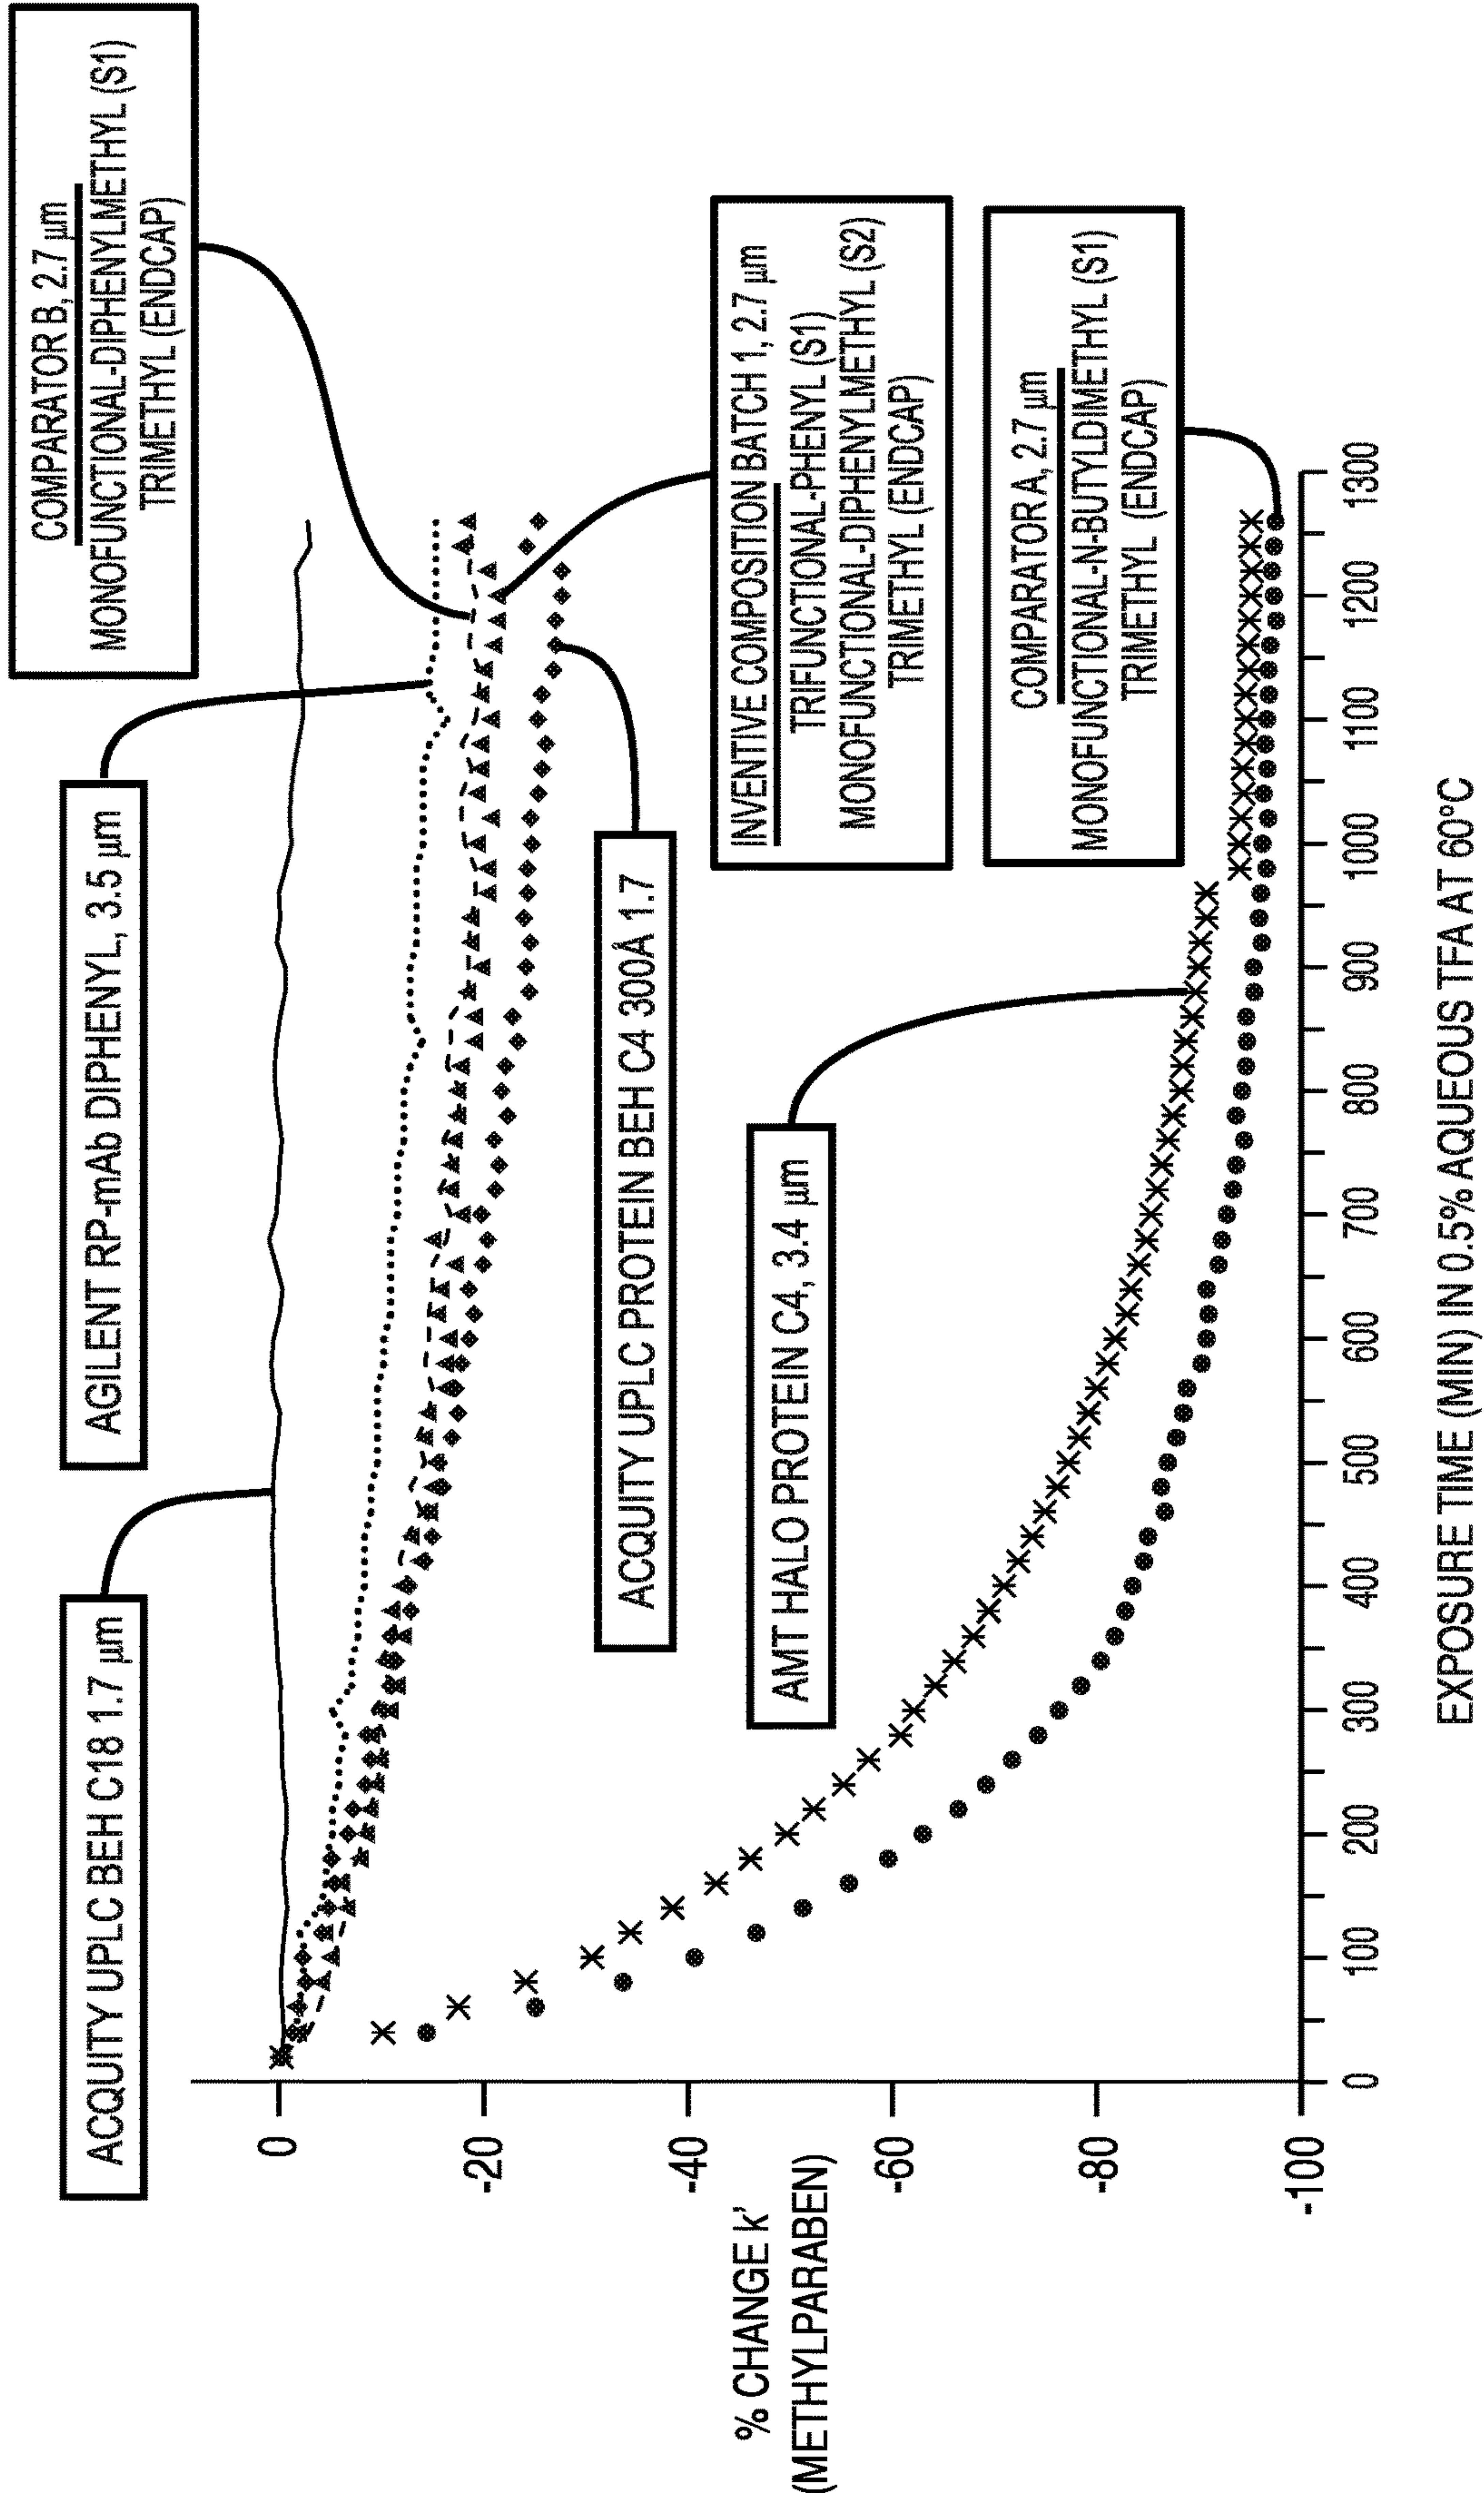 ACQUITY UPLC BEH C18 1.7 µm
AGILENT RP-mAb DIPHENYL, 3.5 µm
COMPARATOR B, 2.7 µm
MONOFUNCTIONAL-DIPHENYLMETHYL (S1)
TRIMETHYL (ENDCAP)
ACQUITY UPLC PROTEIN BEH C4 300Å 1.7
INVENTIVE COMPOSITION BATCH 1, 2.7 µm
TRIFUNCTIONAL-PHENYL (S1)
MONOFUNCTIONAL-DIPHENYLMETHYL (S2)
TRIMETHYL (ENDCAP)
AMT HALO PROTEIN C4, 3.4 µm
COMPARATOR A, 2.7 µm
MONOFUNCTIONAL-N-BUTYLDIMETHYL (S1)
TRIMETHYL (ENDCAP)
% CHANGE k'
(METHYLPARABEN)
0
-20
-40
-60
-80
-100
0 100 200 300 400 500 600 700 800 900 1000 1100 1200 1300
EXPOSURE TIME (MIN) IN 0.5% AQUEOUS TFA AT 60°C